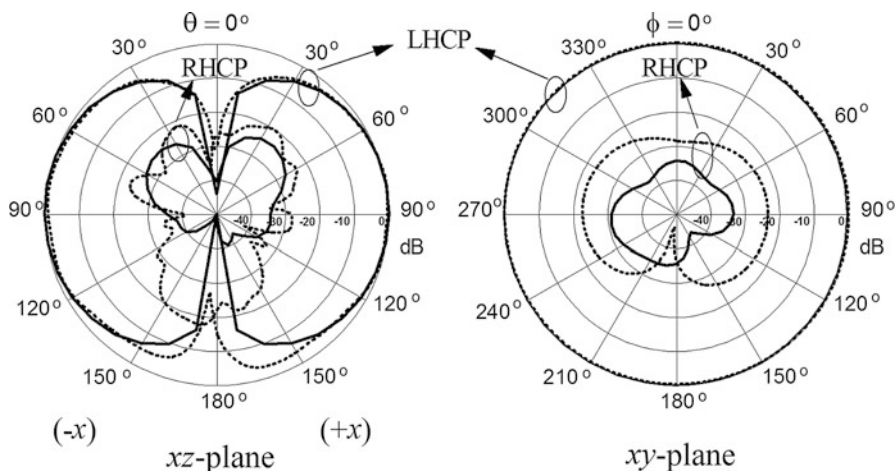 θ = 0°
30°
30°
RHCP
60°
60°
90°
-40
-30
-20
-10
0
90°
dB
120°
120°
150°
150°
180°
(-x)
(+x)
xz-plane
LHCP
ϕ = 0°
330°
30°
RHCP
300°
60°
270°
-40
-30
-20
-10
0
90°
dB
240°
120°
210°
150°
180°
xy-plane